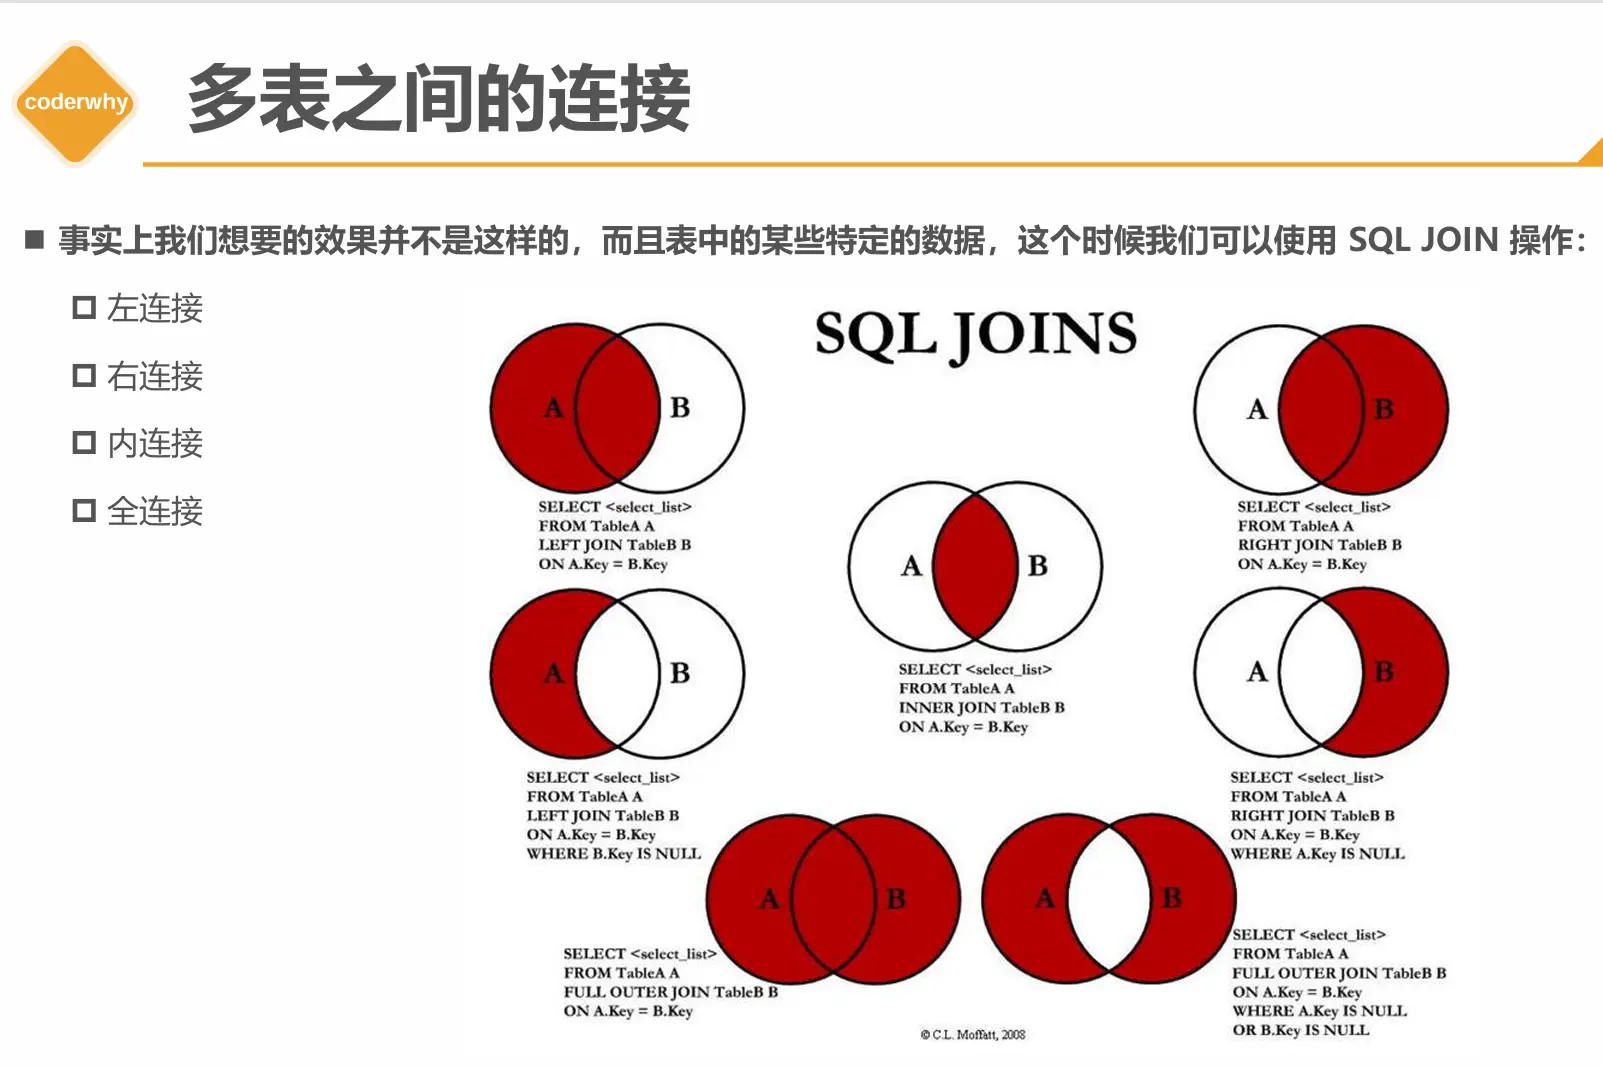 coderwhy
多表之间的连接
事实上我们想要的效果并不是这样的，而且表中的某些特定的数据，这个时候我们可以使用 SQL JOIN 操作：
左连接
右连接
内连接
全连接
SQL JOINS
A B
SELECT <select_list>
FROM TableA A
LEFT JOIN TableB B
ON A.Key = B.Key
A B
SELECT <select_list>
FROM TableA A
RIGHT JOIN TableB B
ON A.Key = B.Key
A B
SELECT <select_list>
FROM TableA A
INNER JOIN TableB B
ON A.Key = B.Key
A B
SELECT <select_list>
FROM TableA A
LEFT JOIN TableB B
ON A.Key = B.Key
WHERE B.Key IS NULL
A B
SELECT <select_list>
FROM TableA A
RIGHT JOIN TableB B
ON A.Key = B.Key
WHERE A.Key IS NULL
A B
SELECT <select_list>
FROM TableA A
FULL OUTER JOIN TableB B
ON A.Key = B.Key
A B
SELECT <select_list>
FROM TableA A
FULL OUTER JOIN TableB B
ON A.Key = B.Key
WHERE A.Key IS NULL
OR B.Key IS NULL
© C.L. Moffatt, 2008